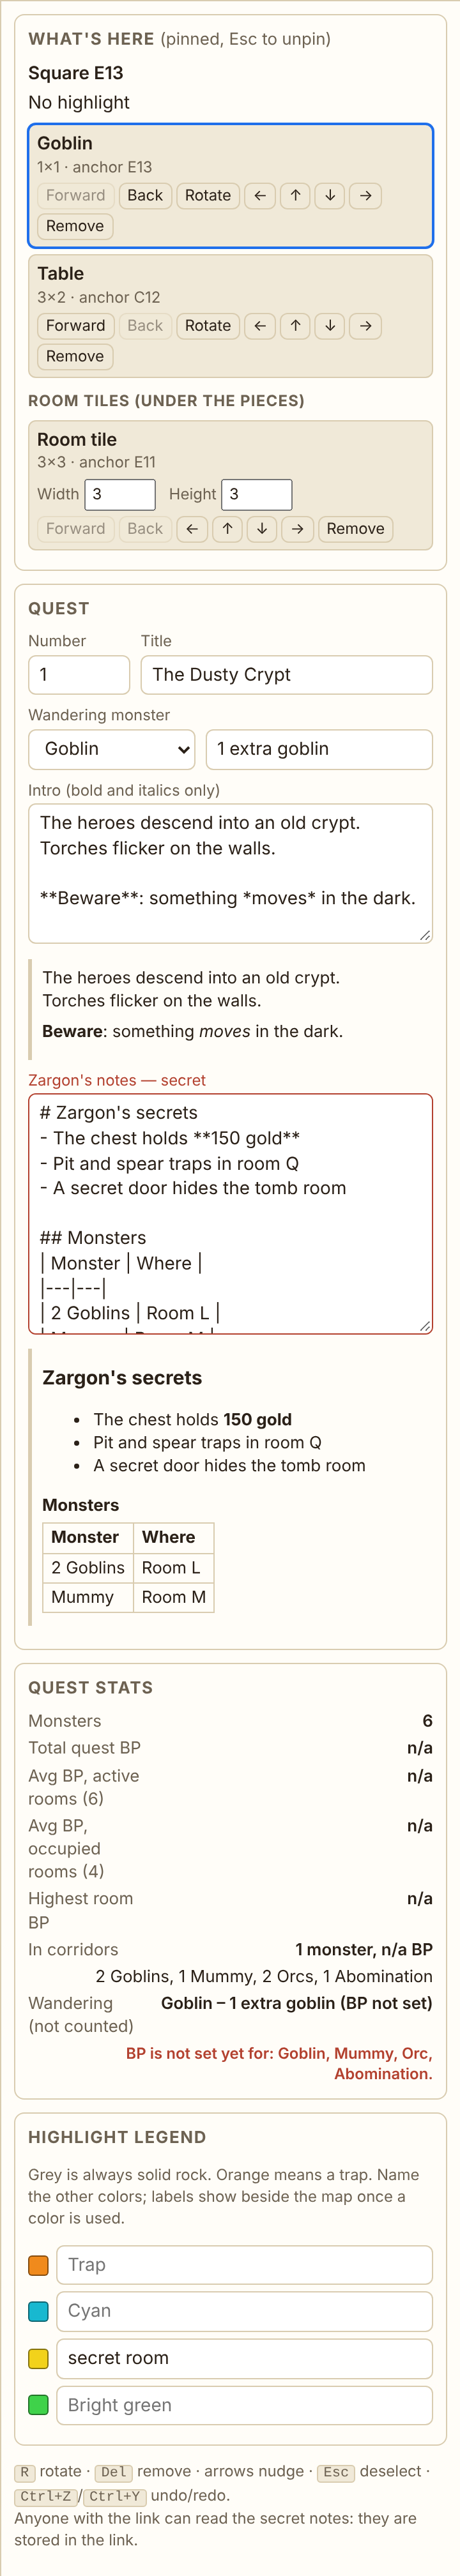 WHAT'S HERE (pinned, Esc to unpin)
Square E13
No highlight
Goblin
1×1 · anchor E13
Forward Back Rotate ← ↑ ↓ →
Remove
Table
3×2 · anchor C12
Forward Back Rotate ← ↑ ↓ →
Remove
ROOM TILES (UNDER THE PIECES)
Room tile
3×3 · anchor E11
Width 3 Height 3
Forward Back ← ↑ ↓ → Remove
QUEST
Number Title
1 The Dusty Crypt
Wandering monster
Goblin 1 extra goblin
Intro (bold and italics only)
The heroes descend into an old crypt.
Torches flicker on the walls.
**Beware**: something *moves* in the dark.
The heroes descend into an old crypt.
Torches flicker on the walls.
Beware: something moves in the dark.
Zargon's notes — secret
# Zargon's secrets
- The chest holds **150 gold**
- Pit and spear traps in room Q
- A secret door hides the tomb room
## Monsters
| Monster | Where |
|---|---|
| 2 Goblins | Room L |
Zargon's secrets
• The chest holds 150 gold
• Pit and spear traps in room Q
• A secret door hides the tomb room
Monsters
Monster Where
2 Goblins Room L
Mummy Room M
QUEST STATS
Monsters 6
Total quest BP n/a
Avg BP, active n/a
rooms (6)
Avg BP, n/a
occupied
rooms (4)
Highest room n/a
BP
In corridors 1 monster, n/a BP
2 Goblins, 1 Mummy, 2 Orcs, 1 Abomination
Wandering Goblin – 1 extra goblin (BP not set)
(not counted)
BP is not set yet for: Goblin, Mummy, Orc,
Abomination.
HIGHLIGHT LEGEND
Grey is always solid rock. Orange means a trap. Name
the other colors; labels show beside the map once a
color is used.
Trap
Cyan
secret room
Bright green
R rotate · Del remove · arrows nudge · Esc deselect ·
Ctrl+Z/Ctrl+Y undo/redo.
Anyone with the link can read the secret notes: they are
stored in the link.